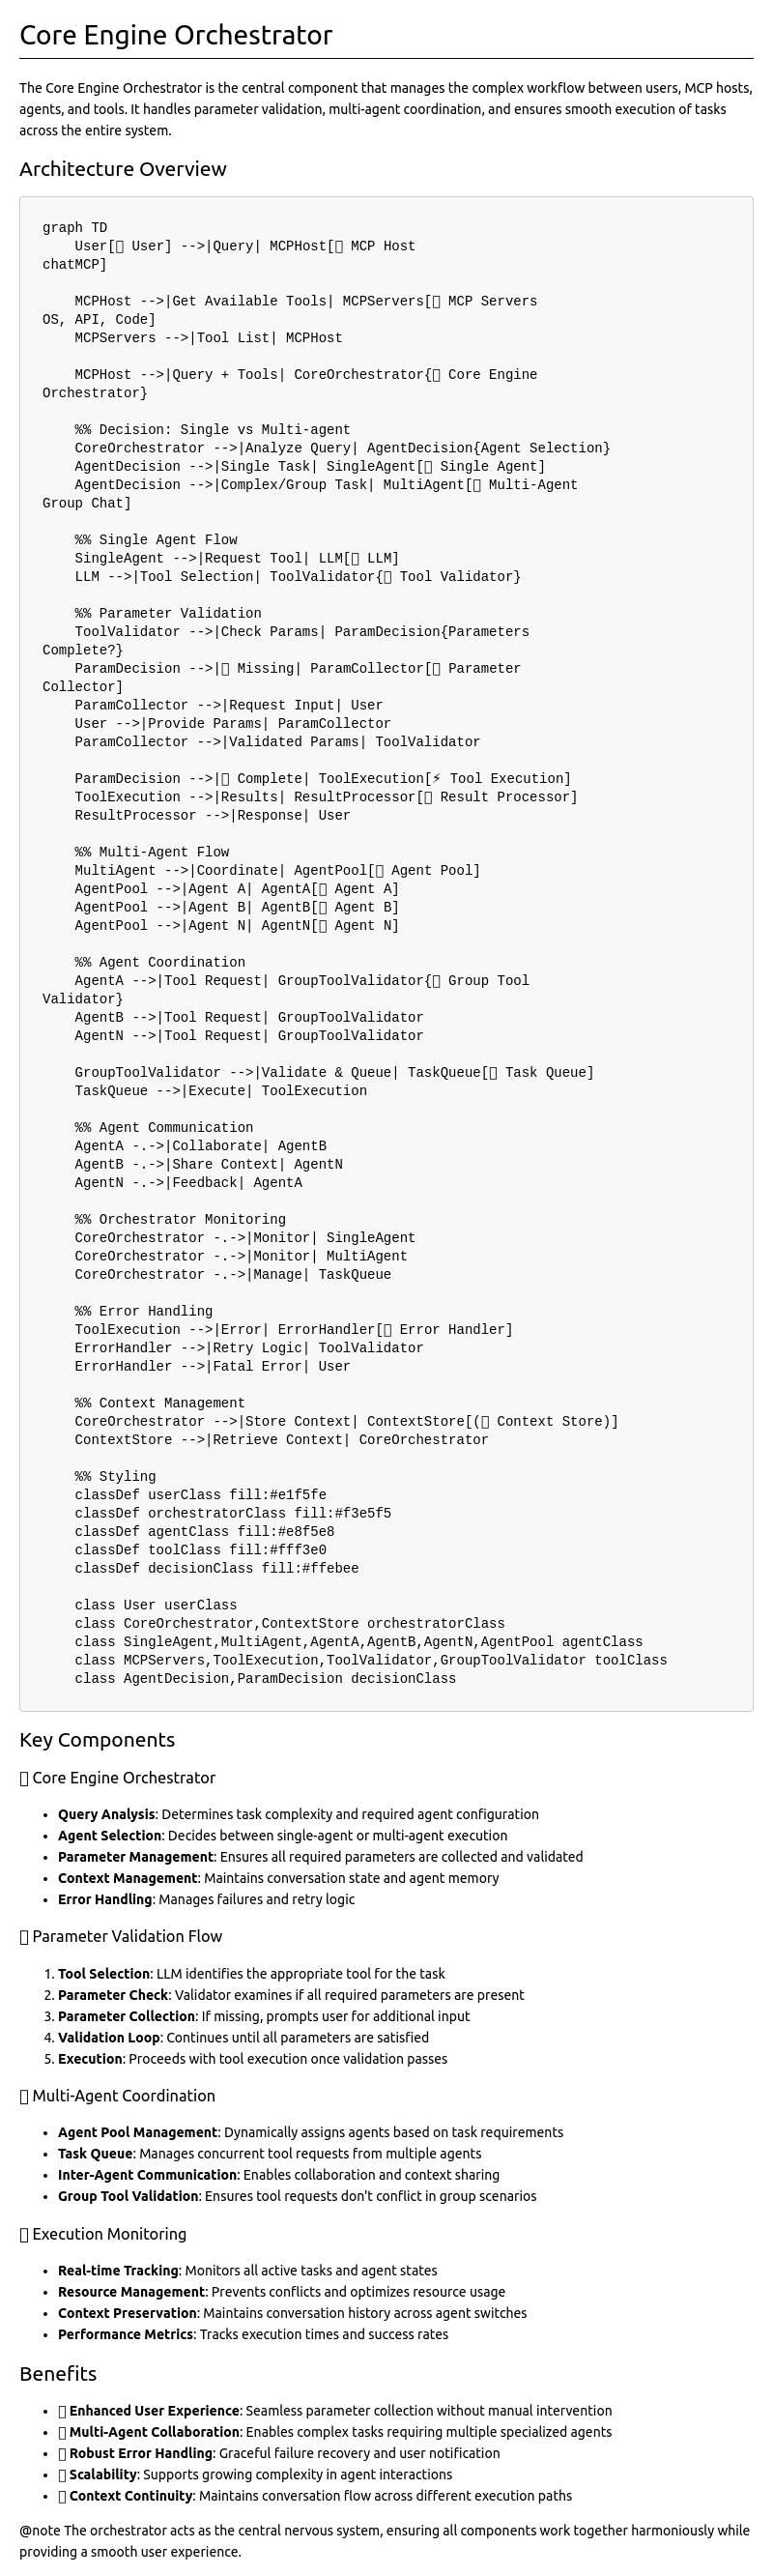 Core Engine Orchestrator
The Core Engine Orchestrator is the central component that manages the complex workflow between users, MCP hosts,
agents, and tools. It handles parameter validation, multi-agent coordination, and ensures smooth execution of tasks
across the entire system.
Architecture Overview
graph TD
    User[▯ User] -->|Query| MCPHost[▯ MCP Host
chatMCP]

    MCPHost -->|Get Available Tools| MCPServers[▯ MCP Servers
OS, API, Code]
    MCPServers -->|Tool List| MCPHost

    MCPHost -->|Query + Tools| CoreOrchestrator{▯ Core Engine
Orchestrator}

    %% Decision: Single vs Multi-agent
    CoreOrchestrator -->|Analyze Query| AgentDecision{Agent Selection}
    AgentDecision -->|Single Task| SingleAgent[▯ Single Agent]
    AgentDecision -->|Complex/Group Task| MultiAgent[▯ Multi-Agent
Group Chat]

    %% Single Agent Flow
    SingleAgent -->|Request Tool| LLM[▯ LLM]
    LLM -->|Tool Selection| ToolValidator{▯ Tool Validator}

    %% Parameter Validation
    ToolValidator -->|Check Params| ParamDecision{Parameters
Complete?}
    ParamDecision -->|▯ Missing| ParamCollector[▯ Parameter
Collector]
    ParamCollector -->|Request Input| User
    User -->|Provide Params| ParamCollector
    ParamCollector -->|Validated Params| ToolValidator

    ParamDecision -->|▯ Complete| ToolExecution[⚡ Tool Execution]
    ToolExecution -->|Results| ResultProcessor[▯ Result Processor]
    ResultProcessor -->|Response| User

    %% Multi-Agent Flow
    MultiAgent -->|Coordinate| AgentPool[▯ Agent Pool]
    AgentPool -->|Agent A| AgentA[▯ Agent A]
    AgentPool -->|Agent B| AgentB[▯ Agent B]
    AgentPool -->|Agent N| AgentN[▯ Agent N]

    %% Agent Coordination
    AgentA -->|Tool Request| GroupToolValidator{▯ Group Tool
Validator}
    AgentB -->|Tool Request| GroupToolValidator
    AgentN -->|Tool Request| GroupToolValidator

    GroupToolValidator -->|Validate & Queue| TaskQueue[▯ Task Queue]
    TaskQueue -->|Execute| ToolExecution

    %% Agent Communication
    AgentA -.->|Collaborate| AgentB
    AgentB -.->|Share Context| AgentN
    AgentN -.->|Feedback| AgentA

    %% Orchestrator Monitoring
    CoreOrchestrator -.->|Monitor| SingleAgent
    CoreOrchestrator -.->|Monitor| MultiAgent
    CoreOrchestrator -.->|Manage| TaskQueue

    %% Error Handling
    ToolExecution -->|Error| ErrorHandler[▯ Error Handler]
    ErrorHandler -->|Retry Logic| ToolValidator
    ErrorHandler -->|Fatal Error| User

    %% Context Management
    CoreOrchestrator -->|Store Context| ContextStore[(▯ Context Store)]
    ContextStore -->|Retrieve Context| CoreOrchestrator

    %% Styling
    classDef userClass fill:#e1f5fe
    classDef orchestratorClass fill:#f3e5f5
    classDef agentClass fill:#e8f5e8
    classDef toolClass fill:#fff3e0
    classDef decisionClass fill:#ffebee

    class User userClass
    class CoreOrchestrator,ContextStore orchestratorClass
    class SingleAgent,MultiAgent,AgentA,AgentB,AgentN,AgentPool agentClass
    class MCPServers,ToolExecution,ToolValidator,GroupToolValidator toolClass
    class AgentDecision,ParamDecision decisionClass
Key Components
▯ Core Engine Orchestrator
• Query Analysis: Determines task complexity and required agent configuration
• Agent Selection: Decides between single-agent or multi-agent execution
• Parameter Management: Ensures all required parameters are collected and validated
• Context Management: Maintains conversation state and agent memory
• Error Handling: Manages failures and retry logic
▯ Parameter Validation Flow
1. Tool Selection: LLM identifies the appropriate tool for the task
2. Parameter Check: Validator examines if all required parameters are present
3. Parameter Collection: If missing, prompts user for additional input
4. Validation Loop: Continues until all parameters are satisfied
5. Execution: Proceeds with tool execution once validation passes
▯ Multi-Agent Coordination
• Agent Pool Management: Dynamically assigns agents based on task requirements
• Task Queue: Manages concurrent tool requests from multiple agents
• Inter-Agent Communication: Enables collaboration and context sharing
• Group Tool Validation: Ensures tool requests don't conflict in group scenarios
▯ Execution Monitoring
• Real-time Tracking: Monitors all active tasks and agent states
• Resource Management: Prevents conflicts and optimizes resource usage
• Context Preservation: Maintains conversation history across agent switches
• Performance Metrics: Tracks execution times and success rates
Benefits
• ▯ Enhanced User Experience: Seamless parameter collection without manual intervention
• ▯ Multi-Agent Collaboration: Enables complex tasks requiring multiple specialized agents
• ▯ Robust Error Handling: Graceful failure recovery and user notification
• ▯ Scalability: Supports growing complexity in agent interactions
• ▯ Context Continuity: Maintains conversation flow across different execution paths
@note The orchestrator acts as the central nervous system, ensuring all components work together harmoniously while
providing a smooth user experience.